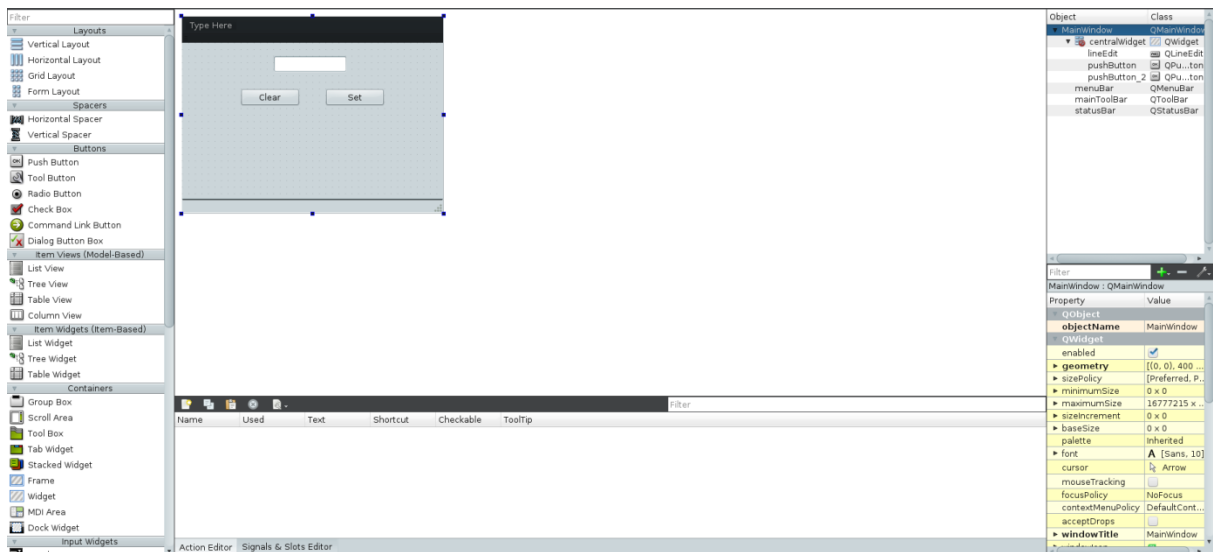 Filter
Layouts
Vertical Layout
Horizontal Layout
Grid Layout
Form Layout
Spacers
Horizontal Spacer
Vertical Spacer
Buttons
Push Button
Tool Button
Radio Button
Check Box
Command Link Button
Dialog Button Box
Item Views (Model-Based)
List View
Tree View
Table View
Column View
Item Widgets (Item-Based)
List Widget
Tree Widget
Table Widget
Containers
Group Box
Scroll Area
Tool Box
Tab Widget
Stacked Widget
Frame
Widget
MDI Area
Dock Widget
Input Widgets
Type Here
Clear Set
Filter
Name Used Text Shortcut Checkable ToolTip
Action Editor Signals & Slots Editor
Object Class
MainWindow QMainWindow
centralWidget QWidget
lineEdit QLineEdit
pushButton QPu...ton
pushButton_2 QPu...ton
menuBar QMenuBar
mainToolBar QToolBar
statusBar QStatusBar
Filter
MainWindow : QMainWindow
Property Value
QObject
objectName MainWindow
QWidget
enabled
geometry [(0, 0), 400 ...
sizePolicy [Preferred, P...
minimumSize 0 x 0
maximumSize 16777215 x ...
sizeIncrement 0 x 0
baseSize 0 x 0
palette Inherited
font A [Sans, 10]
cursor Arrow
mouseTracking
focusPolicy NoFocus
contextMenuPolicy DefaultCont...
acceptDrops
windowTitle MainWindow